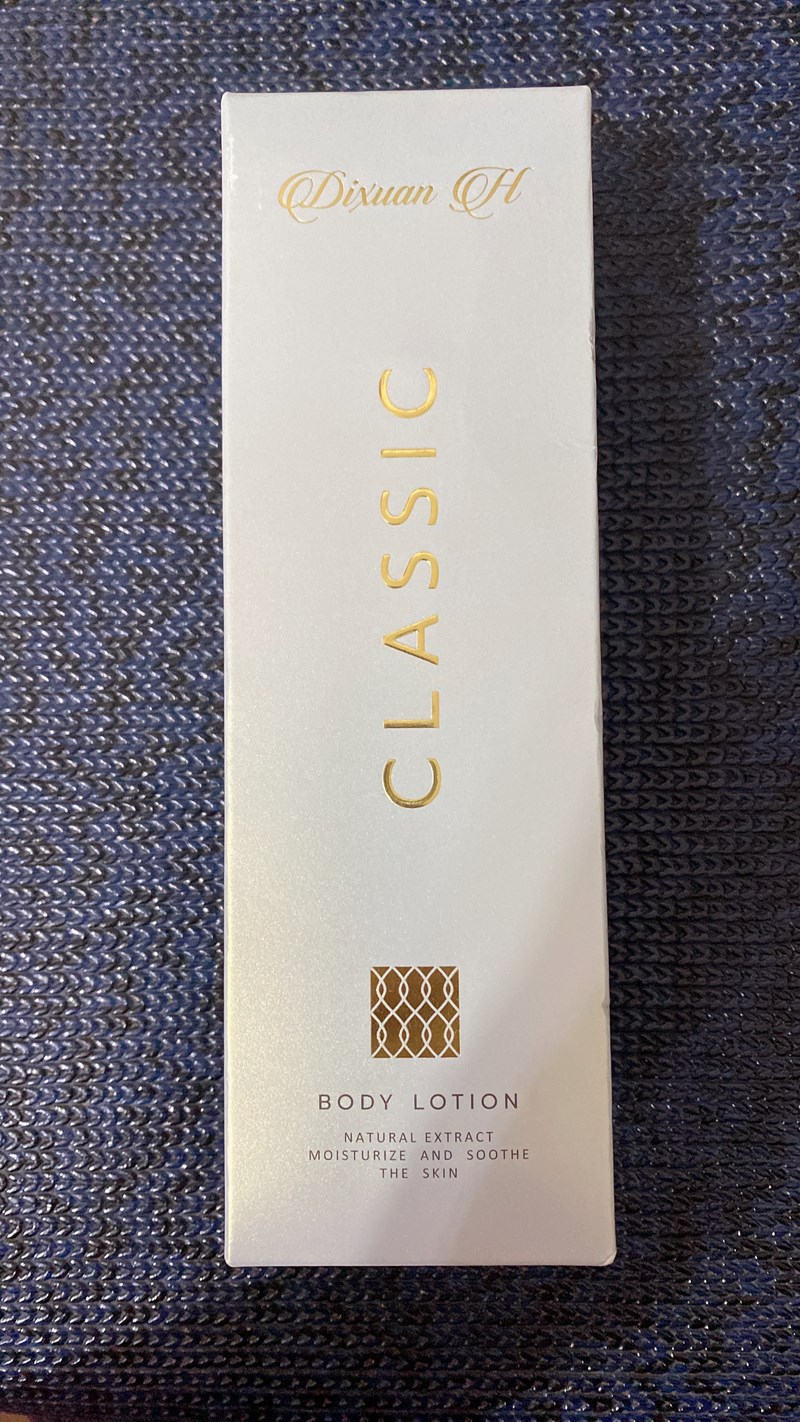 Dixuan H
CLASSIC
BODY LOTION
NATURAL EXTRACT
MOISTURIZE AND SOOTHE
THE SKIN